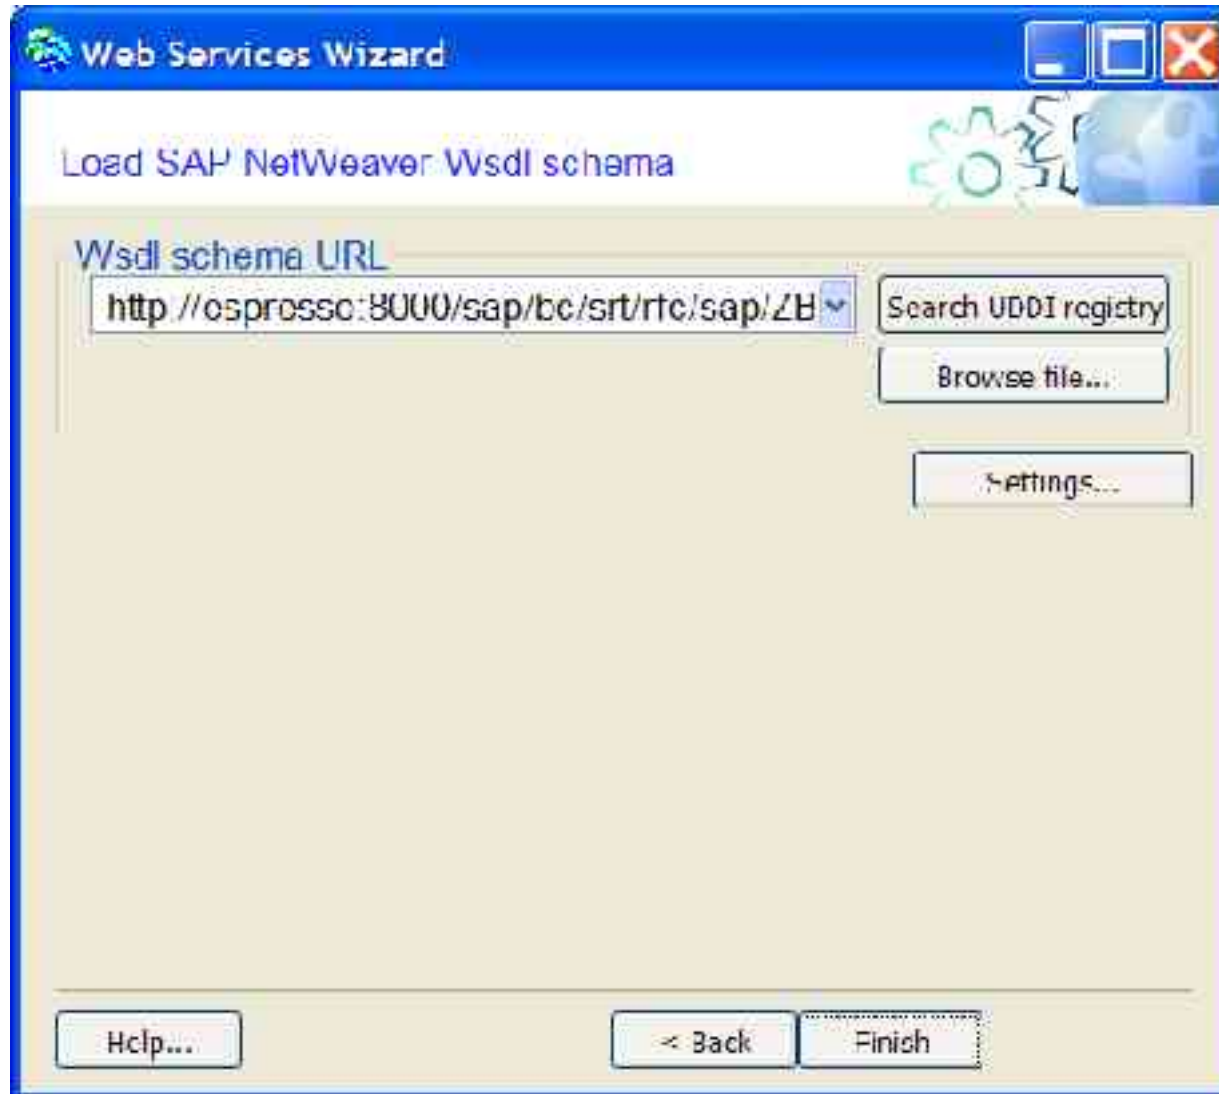 Web Services Wizard
Load SAP NetWeaver Wsdl schema
Wsdl schema URL
http://espresso:8000/sap/bc/srt/rfc/sap/ZB
Search UDDI registry
Browse file...
Settings...
Help...
< Back
Finish